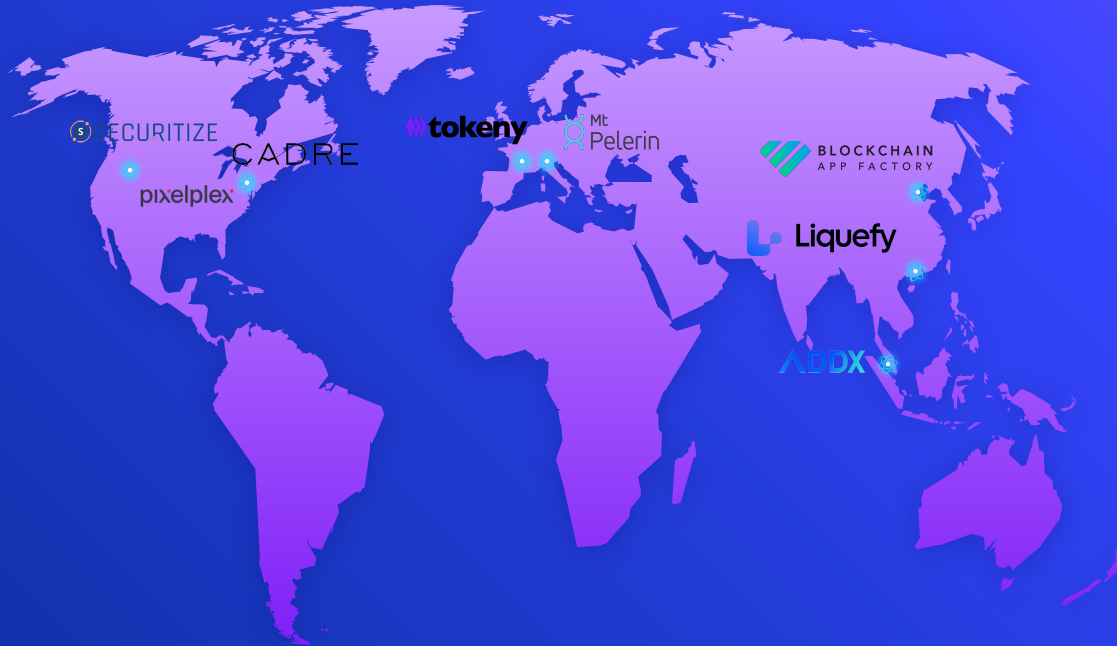 S
SECURITIZE
CADRE
pixelplex
tokeny
Mt
Pelerin
BLOCKCHAIN
APP FACTORY
Liquefy
ADDX